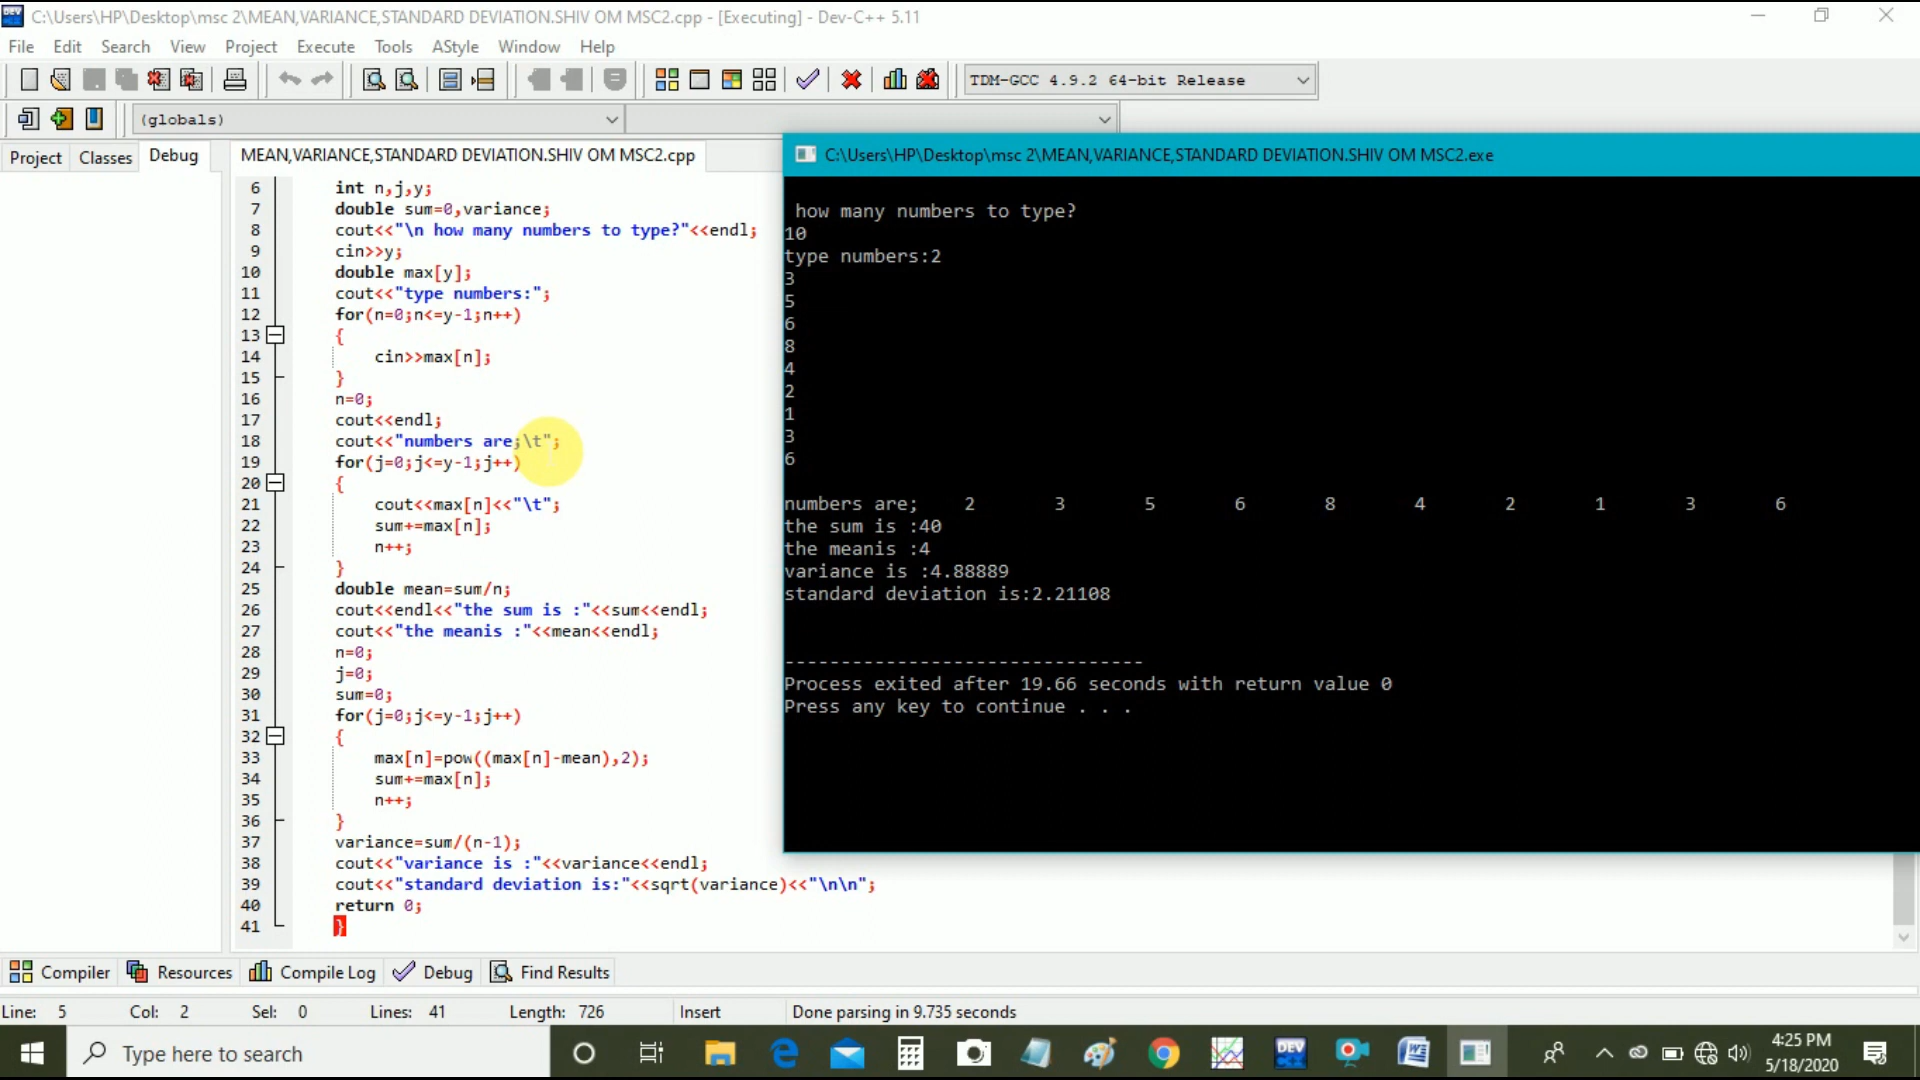 C:\Users\HP\Desktop\msc 2\MEAN,VARIANCE,STANDARD DEVIATION.SHIV OM MSC2.cpp - [Executing] - Dev-C++ 5.11
File Edit Search View Project Execute Tools AStyle Window Help
TDM-GCC 4.9.2 64-bit Release
(globals)
Project Classes Debug
MEAN,VARIANCE,STANDARD DEVIATION.SHIV OM MSC2.cpp
6 int n,j,y;
7 double sum=0,variance;
8 cout<<"\n how many numbers to type?"<<endl;
9 cin>>y;
10 double max[y];
11 cout<<"type numbers:";
12 for(n=0;n<=y-1;n++)
13 {
14 cin>>max[n];
15 }
16 n=0;
17 cout<<endl;
18 cout<<"numbers are;\t";
19 for(j=0;j<=y-1;j++)
20 {
21 cout<<max[n]<<"\t";
22 sum+=max[n];
23 n++;
24 }
25 double mean=sum/n;
26 cout<<endl<<"the sum is :"<<sum<<endl;
27 cout<<"the meanis :"<<mean<<endl;
28 n=0;
29 j=0;
30 sum=0;
31 for(j=0;j<=y-1;j++)
32 {
33 max[n]=pow((max[n]-mean),2);
34 sum+=max[n];
35 n++;
36 }
37 variance=sum/(n-1);
38 cout<<"variance is :"<<variance<<endl;
39 cout<<"standard deviation is:"<<sqrt(variance)<<"\n\n";
40 return 0;
41 }
C:\Users\HP\Desktop\msc 2\MEAN,VARIANCE,STANDARD DEVIATION.SHIV OM MSC2.exe
how many numbers to type?
10
type numbers:2
3
5
6
8
4
2
1
3
6
numbers are; 2 3 5 6 8 4 2 1 3 6
the sum is :40
the meanis :4
variance is :4.88889
standard deviation is:2.21108
--------------------------------
Process exited after 19.66 seconds with return value 0
Press any key to continue . . .
Compiler Resources Compile Log Debug Find Results
Line: 5 Col: 2 Sel: 0 Lines: 41 Length: 726 Insert Done parsing in 9.735 seconds
Type here to search
DEV
4:25 PM
5/18/2020